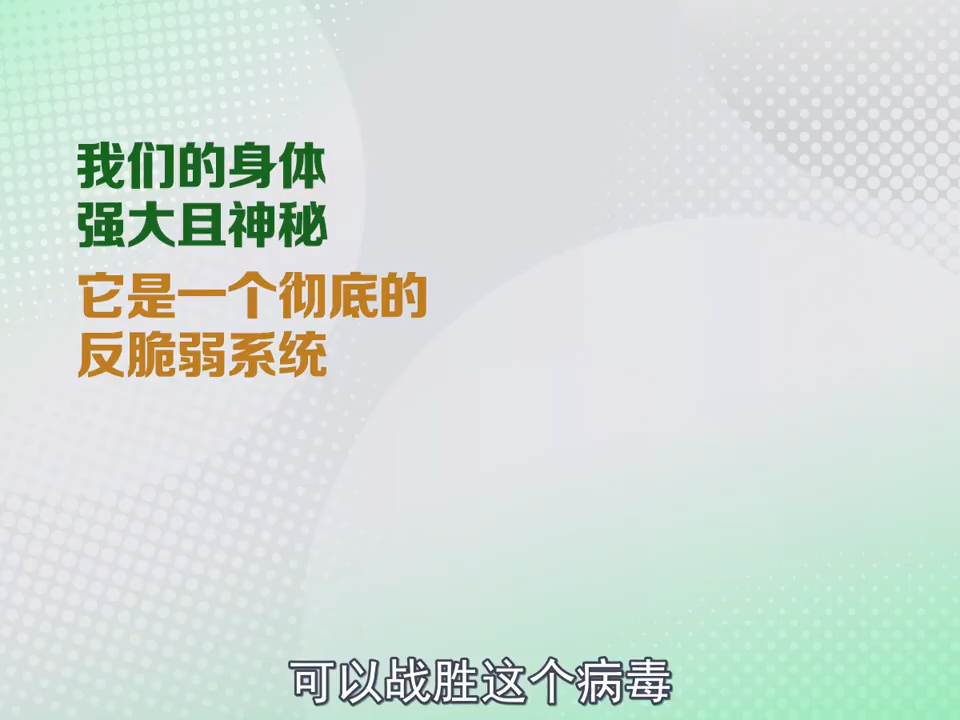 我们的身体
强大且神秘
它是一个彻底的
反脆弱系统
可以战胜这个病毒